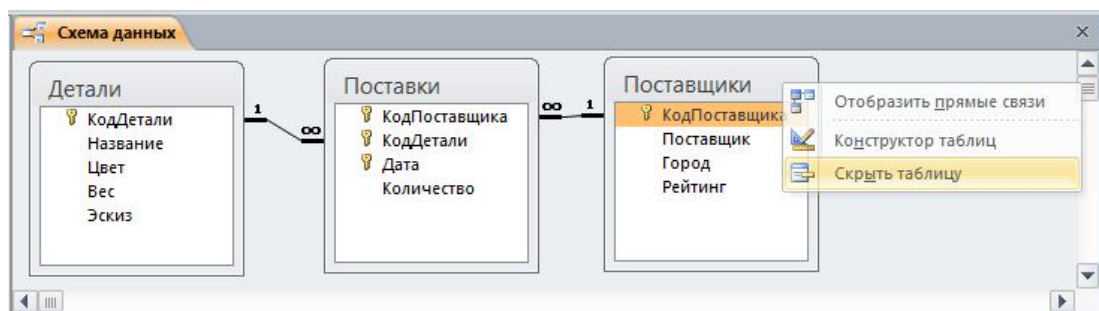 Схема данных
Детали
КодДетали
Название
Цвет
Вес
Эскиз
1
∞
Поставки
КодПоставщика
КодДетали
Дата
Количество
∞
1
Поставщики
КодПоставщика
Поставщик
Город
Рейтинг
Отобразить прямые связи
Конструктор таблиц
Скрыть таблицу